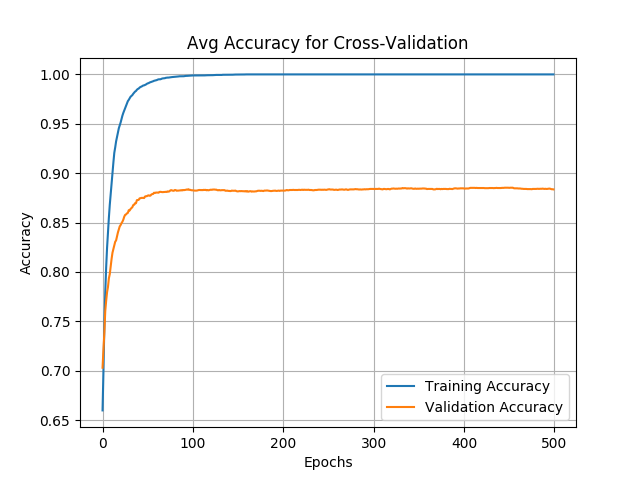 Avg Accuracy for Cross-Validation
1.00
0.95
0.90
0.85
0.80
0.75
0.70
0.65
Accuracy
0
100
200
300
400
500
Epochs
Training Accuracy
Validation Accuracy